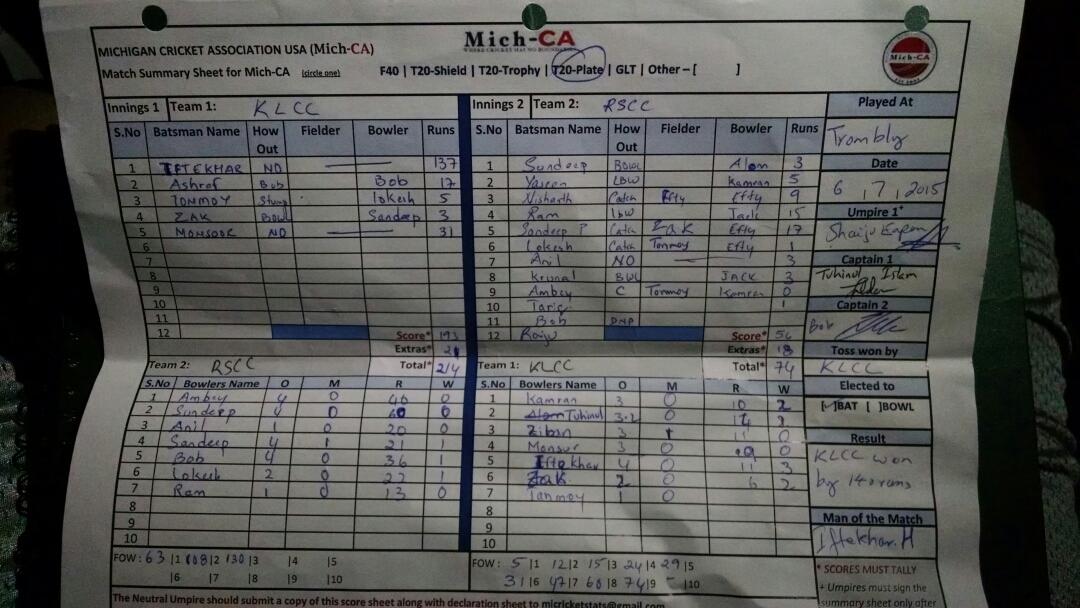 MICHIGAN CRICKET ASSOCIATION USA (Mich-CA)
Mich-CA
Mich-CA
Match Summary Sheet for Mich-CA (circle one) F40 | T20-Shield | T20-Trophy | T20-Plate | GLT | Other – [ ]
Innings 1 Team 1: KLCC
S.No Batsman Name How Out Fielder Bowler Runs
1 IFTEKHAR NO 137
2 Ashraf Bob 17
3 TONMOY Stump lokesh 5
4 ZAK Bowl Sandeep 3
5 MONSOOR NO 31
6
7
8
9
10
11
12 Score* 193
Extras* 21
Total* 214
Innings 2 Team 2: RSCC
S.No Batsman Name How Out Fielder Bowler Runs
1 Sundeep Bowl Alam 3
2 LBW Kamran 5
3 Nishanth Catch Efty Efty 9
4 Ram lbw Jack 15
5 Sandeep P Catch Zak Efty 17
6 Lokesh Catch Tonmoy Efty 1
7 Anil NO 3
8 Krunal BWL JACK 3
9 Ambey C Tonmoy Kamran 0
10 Tariq 1
11 Bob DNP
12 Raju Score* 56
Extras* 18
Total* 74
Team 2: RSCC
S.No Bowlers Name O M R W
1 Ambey 4 0 40 0
2 Sundeep 4 0 0
3 Anil 1 0 20 0
4 Sandeep 4 1 21 1
5 Bob 4 0 36 1
6 Lokesh 2 0 27 1
7 Ram 1 0 13 0
8
9
10
FOW: 63 |1 108 |2 130 |3 |4 |5
|6 |7 |8 |9 |10
Team 1: KLCC
S.No Bowlers Name O M R W
1 Kamran 3 0 10 2
2 Tuhinul 3.2 0 14
3 Ziban 3 1 11 0
4 Monsur 3 0 0
5 Iftekhar 4 0 11 3
6 Zak 2 0 6 2
7 Tanmoy 1 0
8
9
10
FOW: 5 |1 12 |2 15 |3 24 |4 29 |5
31 |6 47 |7 60 |8 74 |9 - |10
Played At
Trombly
Date
6 / 7 / 2015
Umpire 1*
Shaiju
Captain 1
Tuhinul Islam
Captain 2
Bob
Toss won by
KLCC
Elected to
[✓]BAT [ ]BOWL
Result
KLCC won
by 140 runs
Man of the Match
Iftekhar.M
* SCORES MUST TALLY
+ Umpires must sign the
summary sheet only after
The Neutral Umpire should submit a copy of this score sheet along with declaration sheet to micricketstats@gmail.com